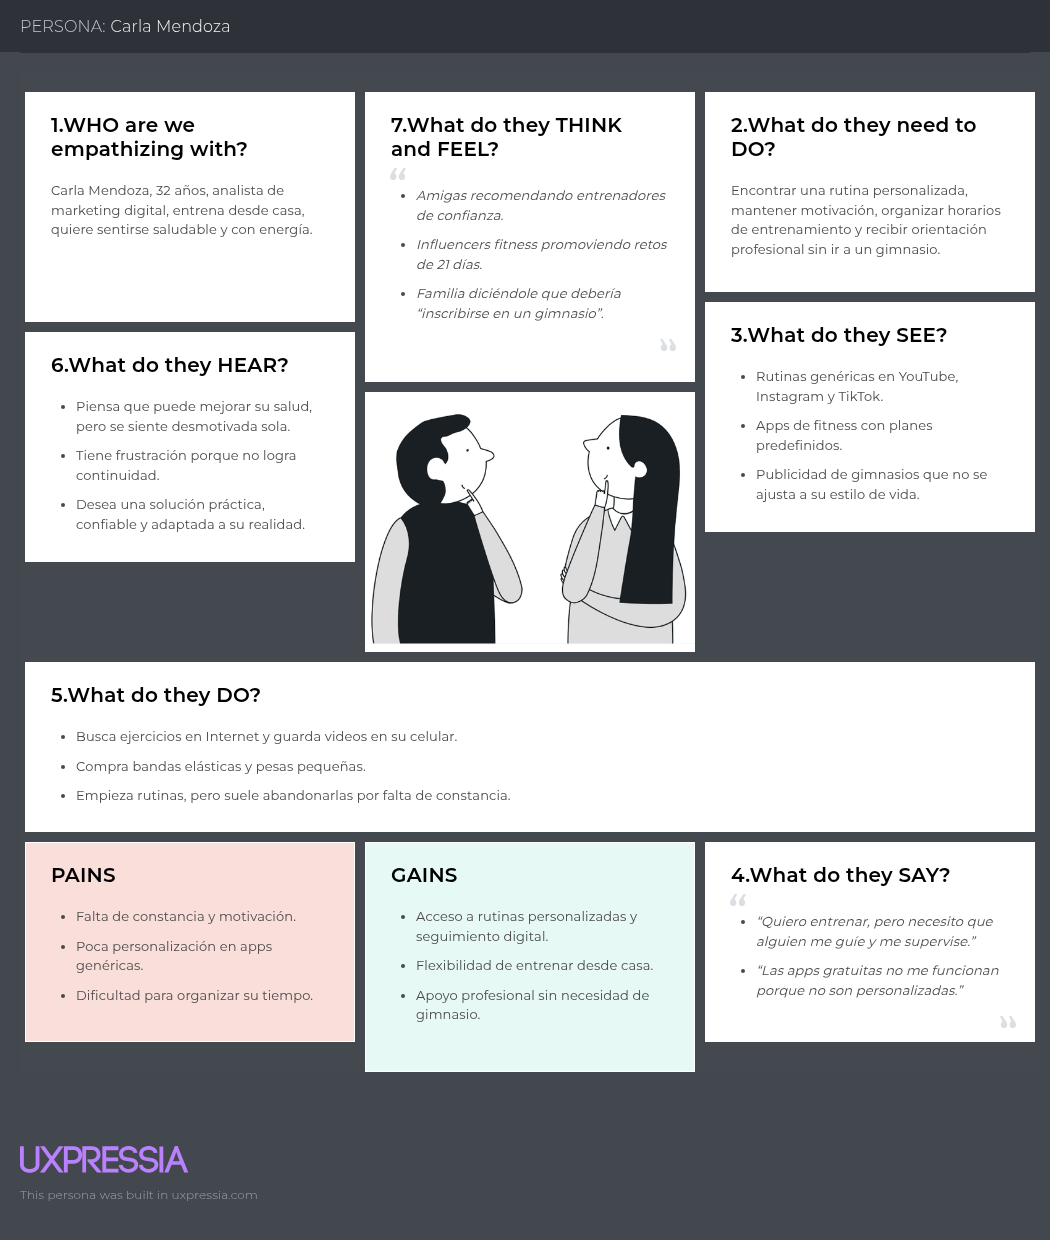 PERSONA: Carla Mendoza
1.WHO are we
empathizing with?
Carla Mendoza, 32 años, analista de
marketing digital, entrena desde casa,
quiere sentirse saludable y con energía.
7.What do they THINK
and FEEL?
“
• Amigas recomendando entrenadores
de confianza.
• Influencers fitness promoviendo retos
de 21 días.
• Familia diciéndole que debería
“inscribirse en un gimnasio”.
”
2.What do they need to
DO?
Encontrar una rutina personalizada,
mantener motivación, organizar horarios
de entrenamiento y recibir orientación
profesional sin ir a un gimnasio.
6.What do they HEAR?
• Piensa que puede mejorar su salud,
pero se siente desmotivada sola.
• Tiene frustración porque no logra
continuidad.
• Desea una solución práctica,
confiable y adaptada a su realidad.
3.What do they SEE?
• Rutinas genéricas en YouTube,
Instagram y TikTok.
• Apps de fitness con planes
predefinidos.
• Publicidad de gimnasios que no se
ajusta a su estilo de vida.
5.What do they DO?
• Busca ejercicios en Internet y guarda videos en su celular.
• Compra bandas elásticas y pesas pequeñas.
• Empieza rutinas, pero suele abandonarlas por falta de constancia.
PAINS
• Falta de constancia y motivación.
• Poca personalización en apps
genéricas.
• Dificultad para organizar su tiempo.
GAINS
• Acceso a rutinas personalizadas y
seguimiento digital.
• Flexibilidad de entrenar desde casa.
• Apoyo profesional sin necesidad de
gimnasio.
4.What do they SAY?
“
• “Quiero entrenar, pero necesito que
alguien me guíe y me supervise.”
• “Las apps gratuitas no me funcionan
porque no son personalizadas.”
”
UXPRESSIA
This persona was built in uxpressia.com